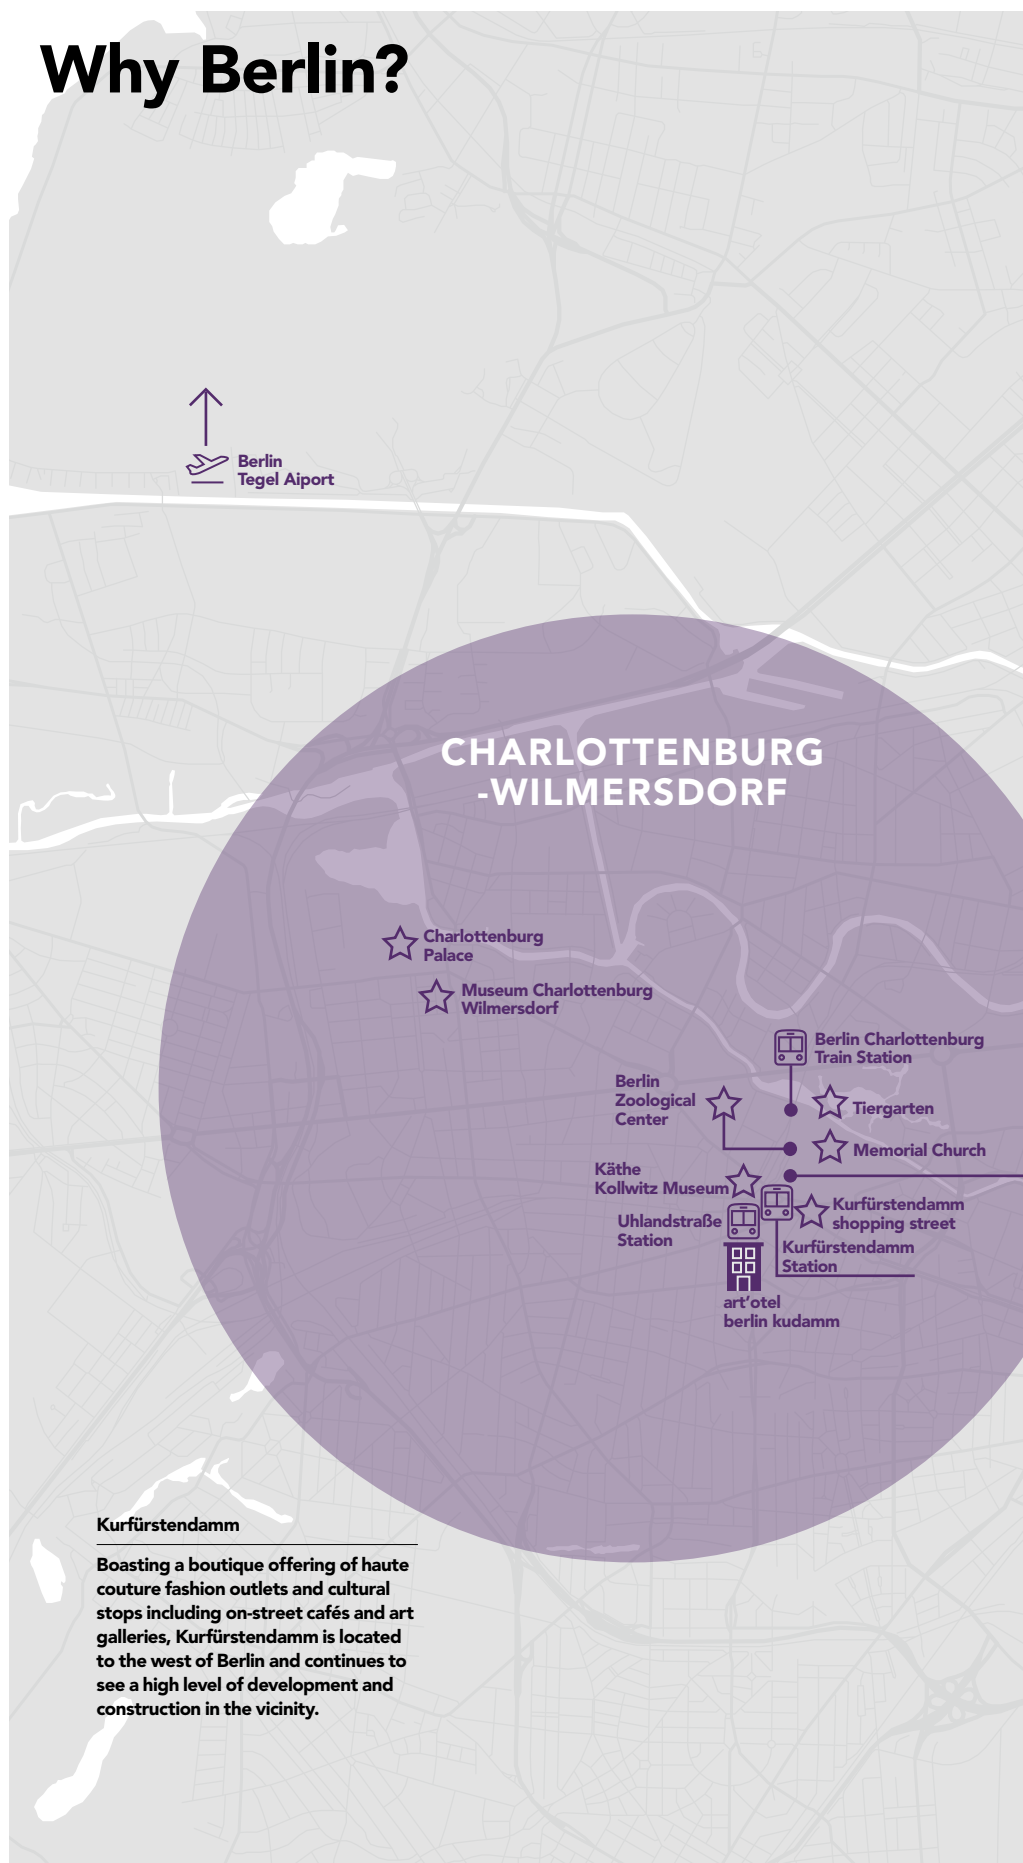 Why Berlin?
Berlin
Tegel Aiport
CHARLOTTENBURG
-WILMERSDORF
Charlottenburg
Palace
Museum Charlottenburg
Wilmersdorf
Berlin Charlottenburg
Train Station
Berlin
Zoological
Center
Tiergarten
Memorial Church
Käthe
Kollwitz Museum
Kurfürstendamm
shopping street
Uhlandstraße
Station
Kurfürstendamm
Station
art’otel
berlin kudamm
Kurfürstendamm
Boasting a boutique offering of haute
couture fashion outlets and cultural
stops including on-street cafés and art
galleries, Kurfürstendamm is located
to the west of Berlin and continues to
see a high level of development and
construction in the vicinity.